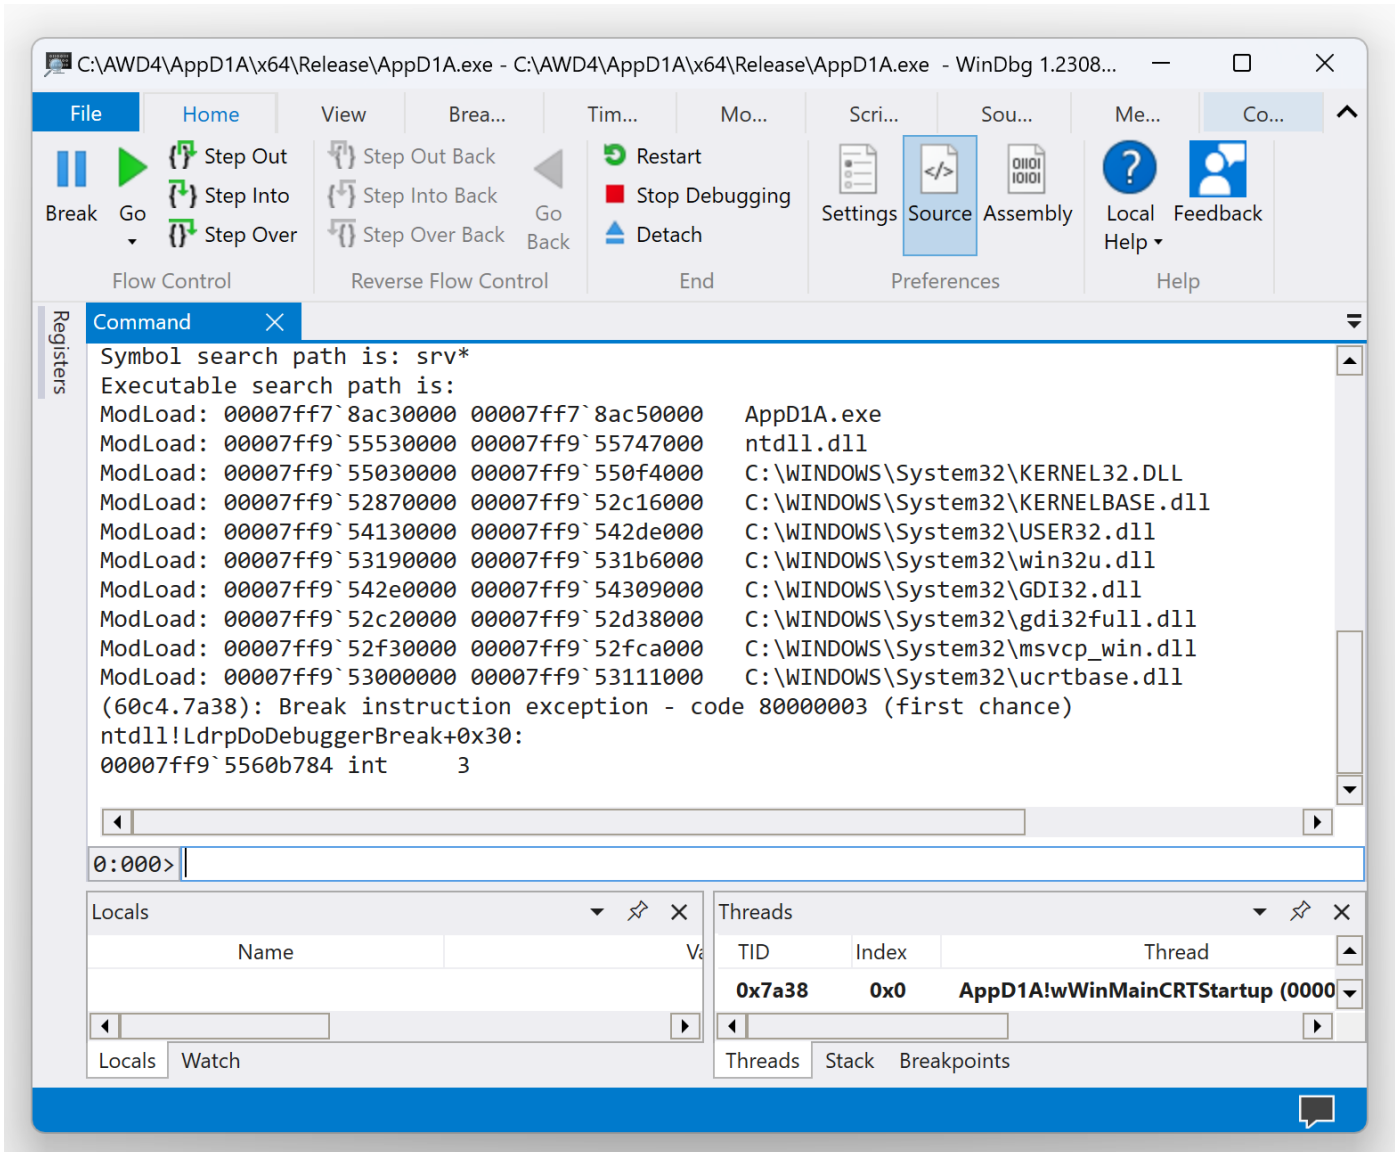 C:\AWD4\AppD1A\x64\Release\AppD1A.exe - C:\AWD4\AppD1A\x64\Release\AppD1A.exe - WinDbg 1.2308...
File Home View Brea... Tim... Mo... Scri... Sou... Me... Co...
Break
Go
Step Out
Step Into
Step Over
Flow Control
Step Out Back
Step Into Back
Step Over Back
Go Back
Reverse Flow Control
Restart
Stop Debugging
Detach
End
Settings
Source
Assembly
Preferences
Local Help
Feedback
Help
Registers
Command
Symbol search path is: srv*
Executable search path is:
ModLoad: 00007ff7`8ac30000 00007ff7`8ac50000   AppD1A.exe
ModLoad: 00007ff9`55530000 00007ff9`55747000   ntdll.dll
ModLoad: 00007ff9`55030000 00007ff9`550f4000   C:\WINDOWS\System32\KERNEL32.DLL
ModLoad: 00007ff9`52870000 00007ff9`52c16000   C:\WINDOWS\System32\KERNELBASE.dll
ModLoad: 00007ff9`54130000 00007ff9`542de000   C:\WINDOWS\System32\USER32.dll
ModLoad: 00007ff9`53190000 00007ff9`531b6000   C:\WINDOWS\System32\win32u.dll
ModLoad: 00007ff9`542e0000 00007ff9`54309000   C:\WINDOWS\System32\GDI32.dll
ModLoad: 00007ff9`52c20000 00007ff9`52d38000   C:\WINDOWS\System32\gdi32full.dll
ModLoad: 00007ff9`52f30000 00007ff9`52fca000   C:\WINDOWS\System32\msvcp_win.dll
ModLoad: 00007ff9`53000000 00007ff9`53111000   C:\WINDOWS\System32\ucrtbase.dll
(60c4.7a38): Break instruction exception - code 80000003 (first chance)
ntdll!LdrpDoDebuggerBreak+0x30:
00007ff9`5560b784 int     3
0:000>
Locals
Name
Locals Watch
Threads
TID Index Thread
0x7a38 0x0 AppD1A!wWinMainCRTStartup (0000
Threads Stack Breakpoints